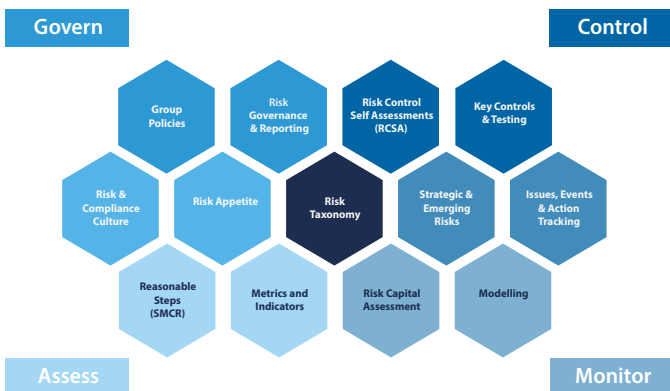 Govern
Control
Group
Policies
Risk
Governance
& Reporting
Risk Control
Self Assessments
(RCSA)
Key Controls
& Testing
Risk &
Compliance
Culture
Risk Appetite
Risk
Taxonomy
Strategic &
Emerging
Risks
Issues, Events
& Action
Tracking
Reasonable
Steps
(SMCR)
Metrics and
Indicators
Risk Capital
Assessment
Modelling
Assess
Monitor